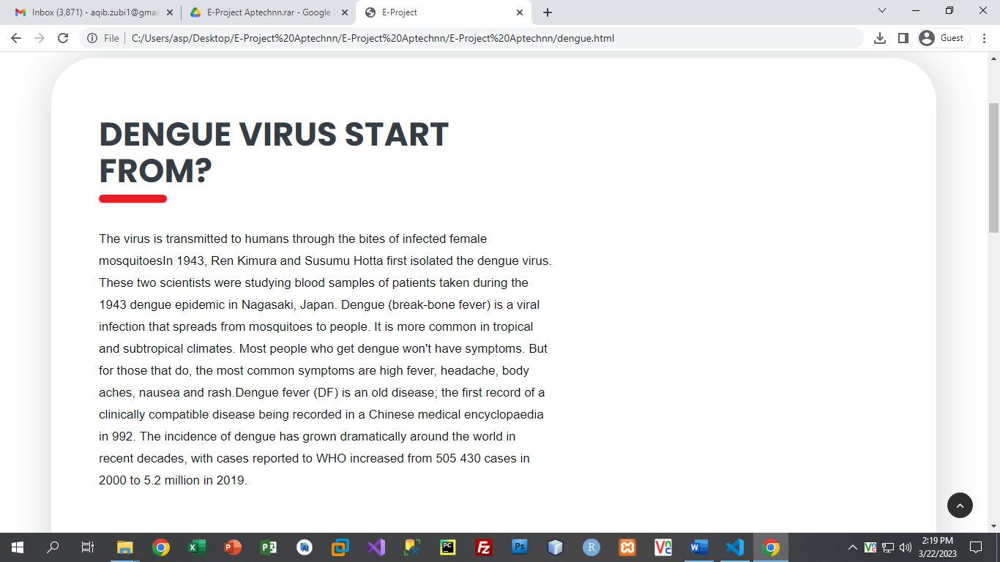 Inbox (3,871) - aqib.zubi1@gmai
E-Project Aptechnn.rar - Google
E-Project
File
C:/Users/asp/Desktop/E-Project%20Aptechnn/E-Project%20Aptechnn/E-Project%20Aptechnn/dengue.html
Guest
DENGUE VIRUS START
FROM?
The virus is transmitted to humans through the bites of infected female
mosquitoesIn 1943, Ren Kimura and Susumu Hotta first isolated the dengue virus.
These two scientists were studying blood samples of patients taken during the
1943 dengue epidemic in Nagasaki, Japan. Dengue (break-bone fever) is a viral
infection that spreads from mosquitoes to people. It is more common in tropical
and subtropical climates. Most people who get dengue won't have symptoms. But
for those that do, the most common symptoms are high fever, headache, body
aches, nausea and rash.Dengue fever (DF) is an old disease; the first record of a
clinically compatible disease being recorded in a Chinese medical encyclopaedia
in 992. The incidence of dengue has grown dramatically around the world in
recent decades, with cases reported to WHO increased from 505 430 cases in
2000 to 5.2 million in 2019.
2:19 PM
3/22/2023